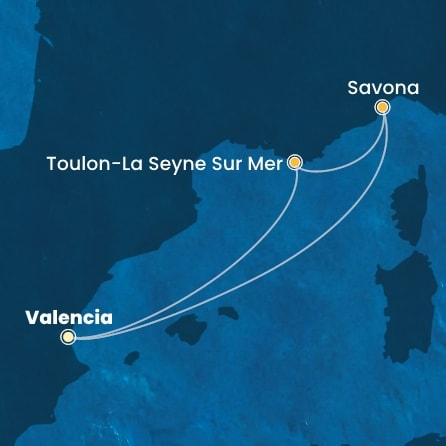 Savona
Toulon-La Seyne Sur Mer
Valencia